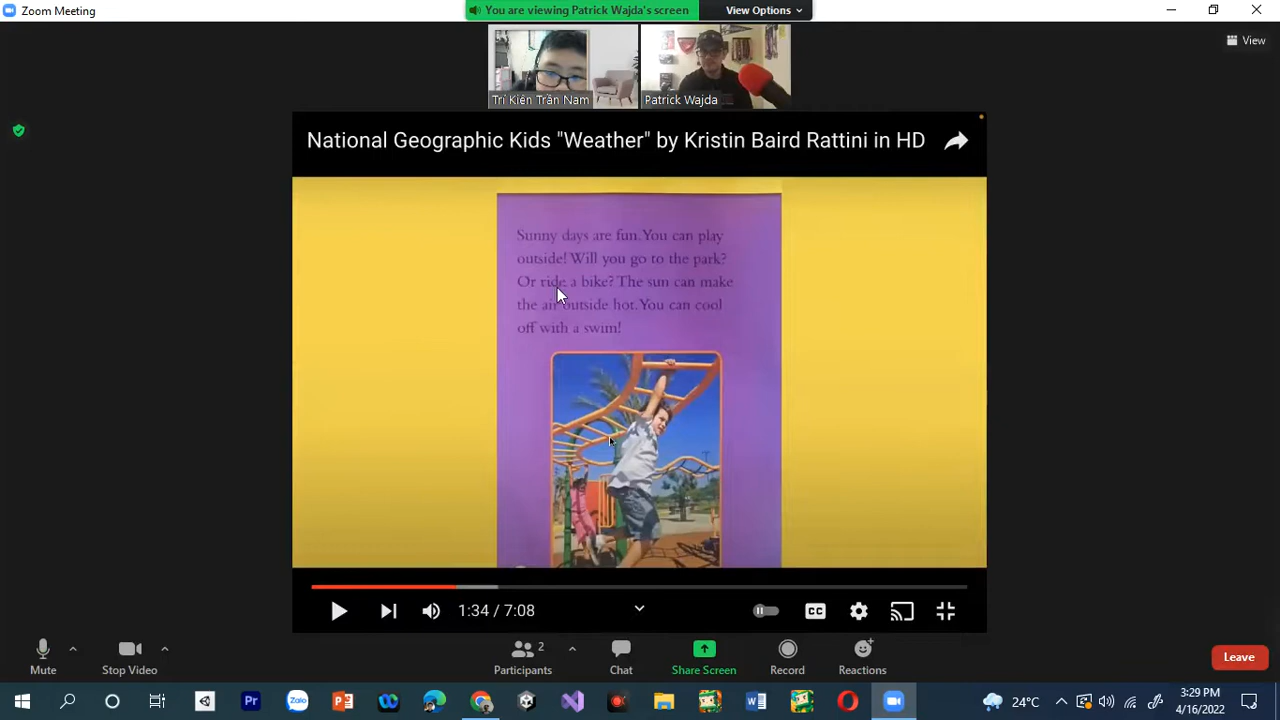 Zoom Meeting
You are viewing Patrick Wajda's screen
View Options
View
Trí Kiên Trần Nam
Patrick Wajda
National Geographic Kids "Weather" by Kristin Baird Rattini in HD
Sunny days are fun. You can play
outside! Will you go to the park?
Or ride a bike? The sun can make
the air outside hot. You can cool
off with a swim!
1:34 / 7:08
CC
Mute
Stop Video
Participants
2
Chat
Share Screen
Record
Reactions
Leave
Pr
Zalo
24°C
3:29 PM
4/16/2022